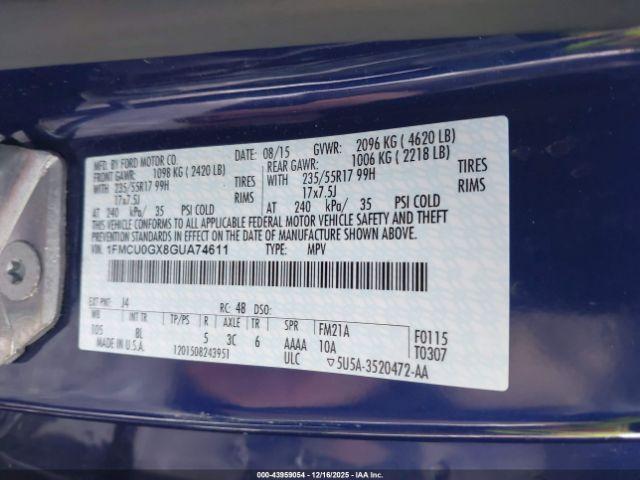 MFD. BY FORD MOTOR CO.
DATE: 08/15 GVWR: 2096 KG ( 4620 LB)
FRONT GAWR: 1098 KG ( 2420 LB) REAR GAWR: 1006 KG ( 2218 LB)
WITH 235/55R17 99H TIRES WITH 235/55R17 99H TIRES
17x7.5J RIMS 17x7.5J RIMS
AT 240 kPa/ 35 PSI COLD AT 240 kPa/ 35 PSI COLD
THIS VEHICLE CONFORMS TO ALL APPLICABLE FEDERAL MOTOR VEHICLE SAFETY AND THEFT
PREVENTION STANDARDS IN EFFECT ON THE DATE OF MANUFACTURE SHOWN ABOVE.
VIN: 1FMCU0GX8GUA74611 TYPE: MPV
EXT PNT: J4 RC: 48 DSO:
WB INT TR TP/PS R AXLE TR SPR FM21A F0115
105 BL 5 3C 6 AAAA 10A T0307
1201508243951 ULC ▽5U5A-3520472-AA
000-43959054 - 12/16/2025 - IAA Inc.